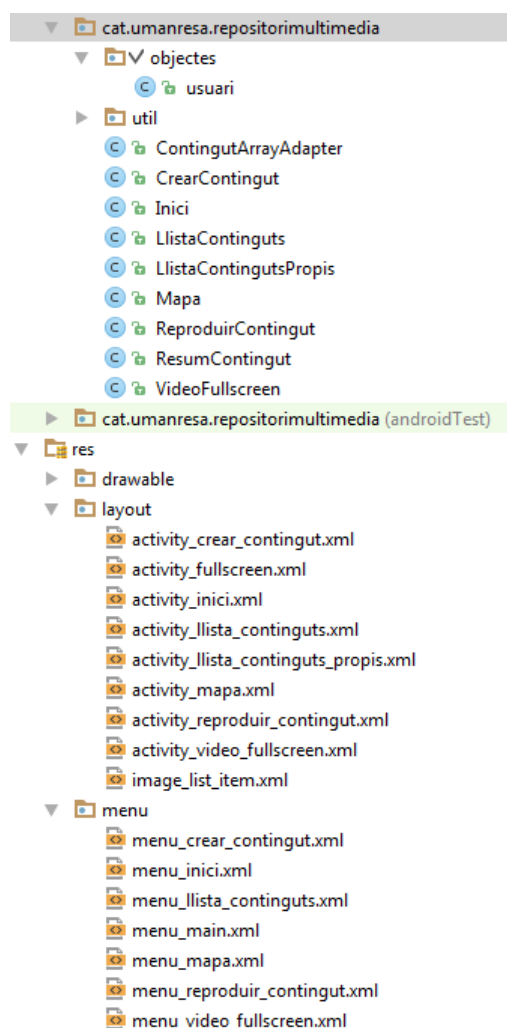 cat.umanresa.repositorimultimedia
objectes
usuari
util
ContingutArrayAdapter
CrearContingut
Inici
LlistaContinguts
LlistaContingutsPropis
Mapa
ReproduirContingut
ResumContingut
VideoFullscreen
cat.umanresa.repositorimultimedia (androidTest)
res
drawable
layout
activity_crear_contingut.xml
activity_fullscreen.xml
activity_inici.xml
activity_llista_continguts.xml
activity_llista_continguts_propis.xml
activity_mapa.xml
activity_reproduir_contingut.xml
activity_video_fullscreen.xml
image_list_item.xml
menu
menu_crear_contingut.xml
menu_inici.xml
menu_llista_continguts.xml
menu_main.xml
menu_mapa.xml
menu_reproduir_contingut.xml
menu_video_fullscreen.xml